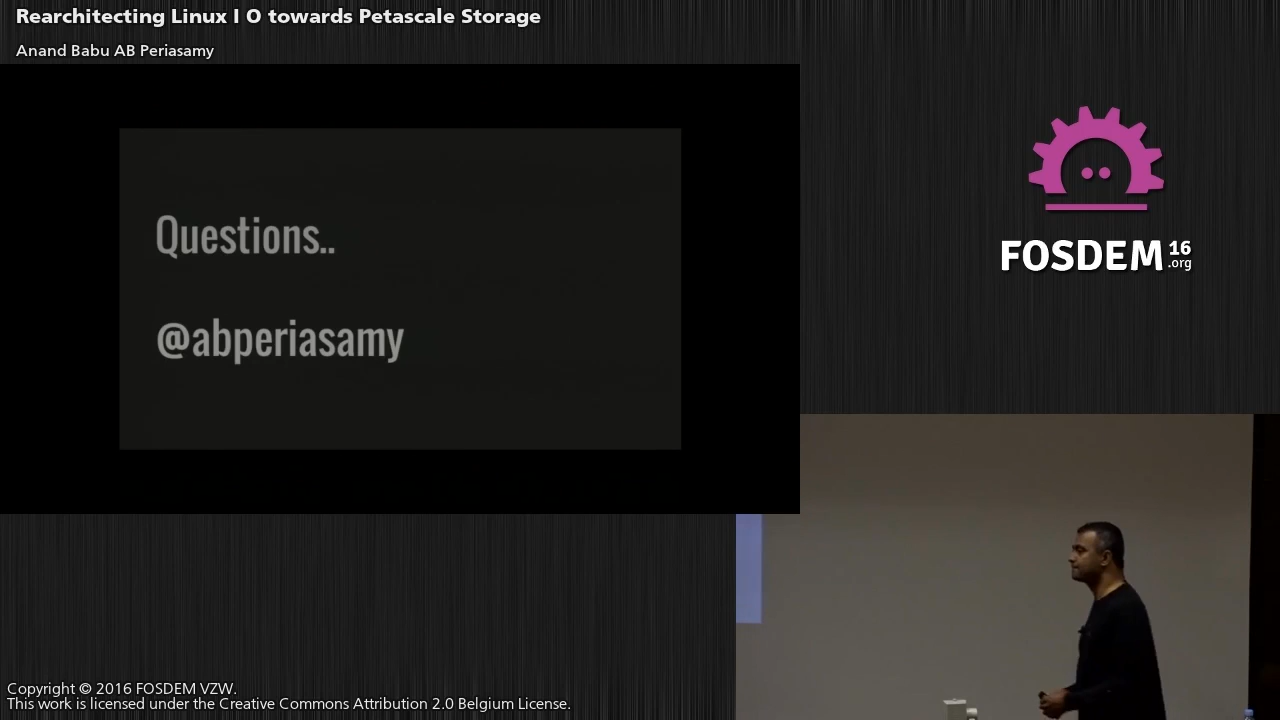 Rearchitecting Linux I O towards Petascale Storage
Anand Babu AB Periasamy
Questions..
@abperiasamy
FOSDEM 16 .org
Copyright © 2016 FOSDEM VZW.
This work is licensed under the Creative Commons Attribution 2.0 Belgium License.